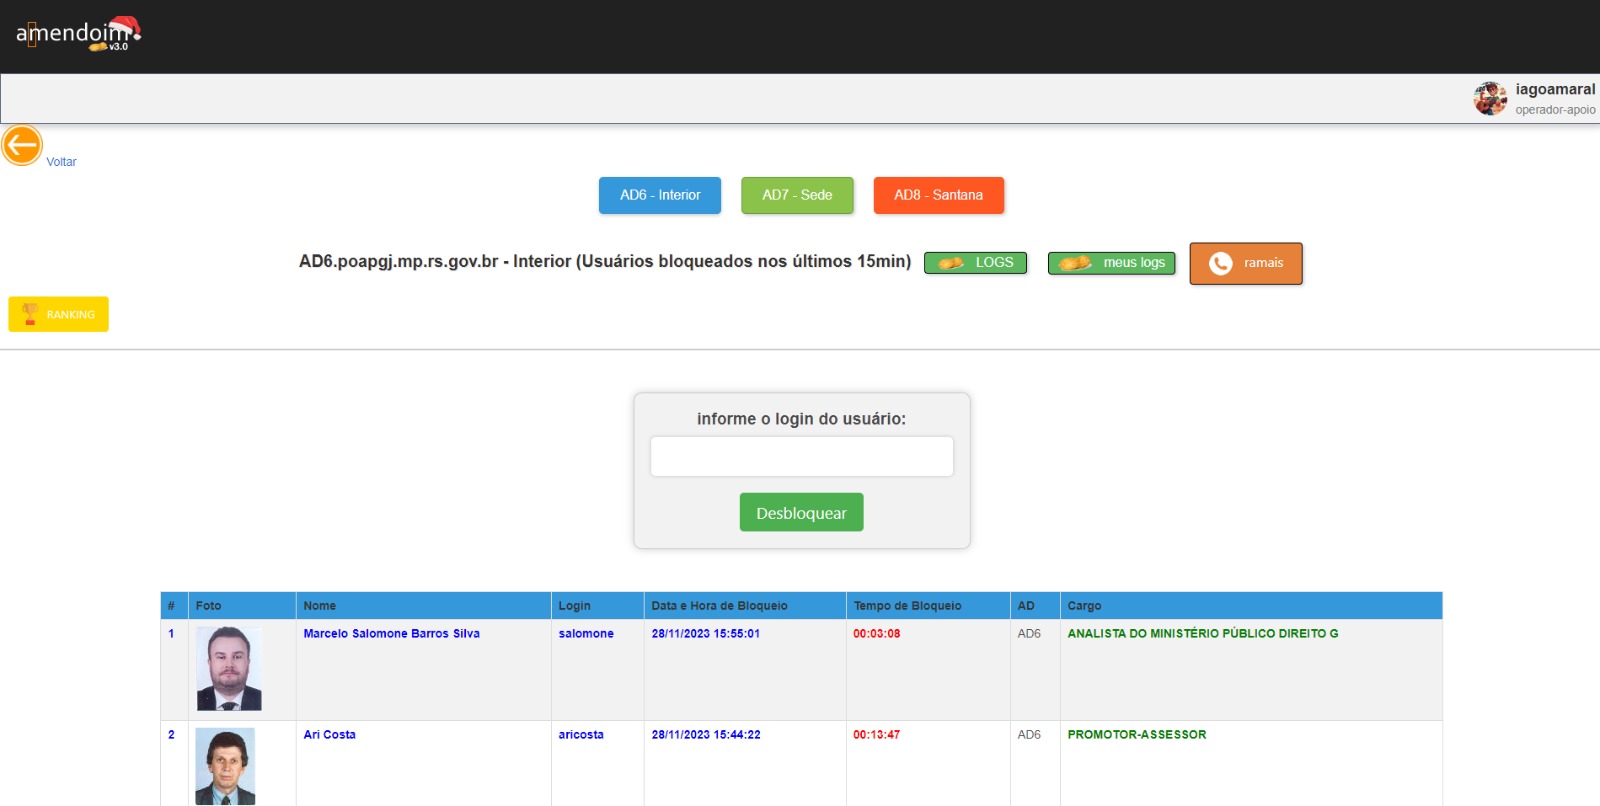 amendoim
v3.0
iagoamaral
operador-apoio
Voltar
AD6 - Interior AD7 - Sede AD8 - Santana
AD6.poapgj.mp.rs.gov.br - Interior (Usuários bloqueados nos últimos 15min) LOGS meus logs ramais
RANKING
informe o login do usuário:
Desbloquear
# Foto Nome Login Data e Hora de Bloqueio Tempo de Bloqueio AD Cargo
1 Marcelo Salomone Barros Silva salomone 28/11/2023 15:55:01 00:03:08 AD6 ANALISTA DO MINISTÉRIO PÚBLICO DIREITO G
2 Ari Costa aricosta 28/11/2023 15:44:22 00:13:47 AD6 PROMOTOR-ASSESSOR